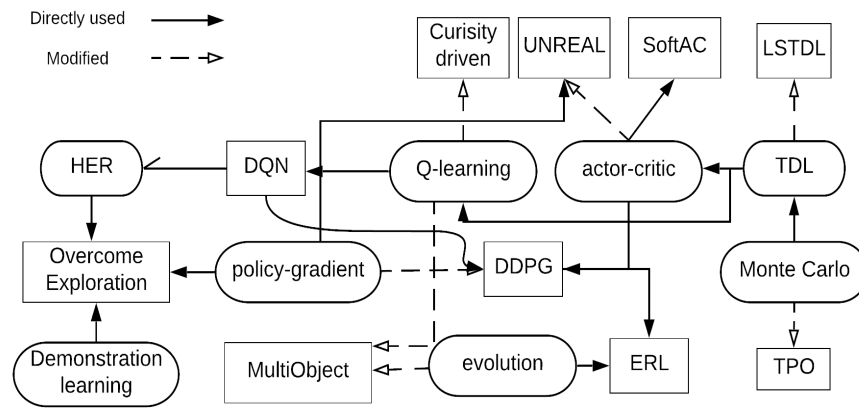 Directly used
Modified
Curisity
driven
UNREAL
SoftAC
LSTDL
HER
DQN
Q-learning
actor-critic
TDL
Overcome
Exploration
policy-gradient
DDPG
Monte Carlo
Demonstration
learning
MultiObject
evolution
ERL
TPO